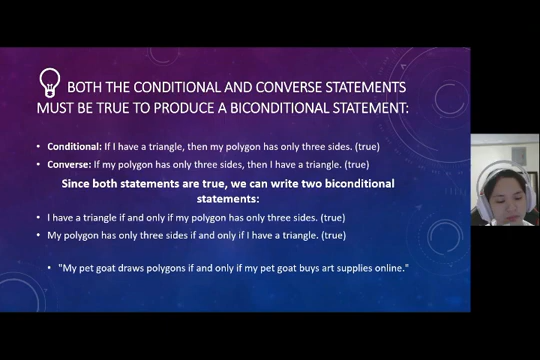 BOTH THE CONDITIONAL AND CONVERSE STATEMENTS
MUST BE TRUE TO PRODUCE A BICONDITIONAL STATEMENT:
• Conditional: If I have a triangle, then my polygon has only three sides. (true)
• Converse: If my polygon has only three sides, then I have a triangle. (true)
Since both statements are true, we can write two biconditional
statements:
• I have a triangle if and only if my polygon has only three sides. (true)
• My polygon has only three sides if and only if I have a triangle. (true)
• "My pet goat draws polygons if and only if my pet goat buys art supplies online."